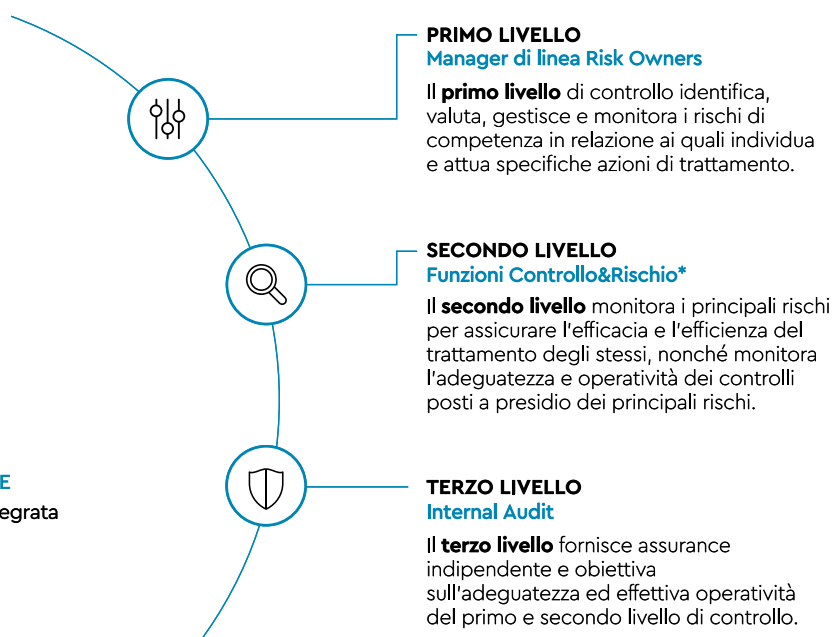 PRIMO LIVELLO
Manager di linea Risk Owners
Il primo livello di controllo identifica,
valuta, gestisce e monitora i rischi di
competenza in relazione ai quali individua
e attua specifiche azioni di trattamento.
SECONDO LIVELLO
Funzioni Controllo&Rischio*
Il secondo livello monitora i principali rischi
per assicurare l'efficacia e l'efficienza del
trattamento degli stessi, nonché monitora
l'adeguatezza e operatività dei controlli
posti a presidio dei principali rischi.
E
egrata
TERZO LIVELLO
Internal Audit
Il terzo livello fornisce assurance
indipendente e obiettiva
sull'adeguatezza ed effettiva operatività
del primo e secondo livello di controllo.